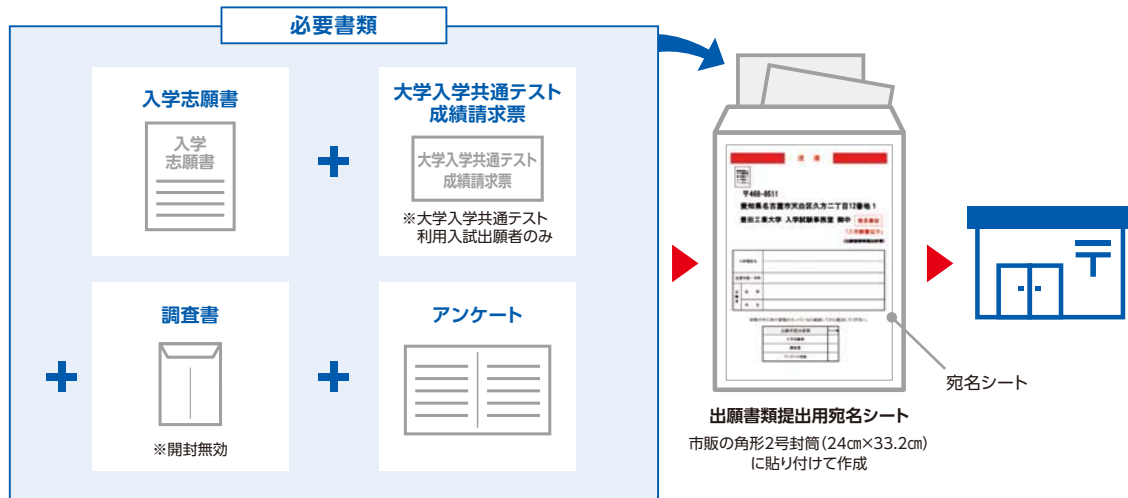 必要書類
入学志願書
入学
志願書
大学入学共通テスト
成績請求票
大学入学共通テスト
成績請求票
※大学入学共通テスト
利用入試出願者のみ
調査書
※開封無効
アンケート
速達
〒468-8511
愛知県名古屋市天白区久方二丁目12番地1
豊田工業大学 入学試験事務室 御中
「入学願書在中」
宛名シート
出願書類提出用宛名シート
市販の角形2号封筒(24㎝×33.2㎝)
に貼り付けて作成